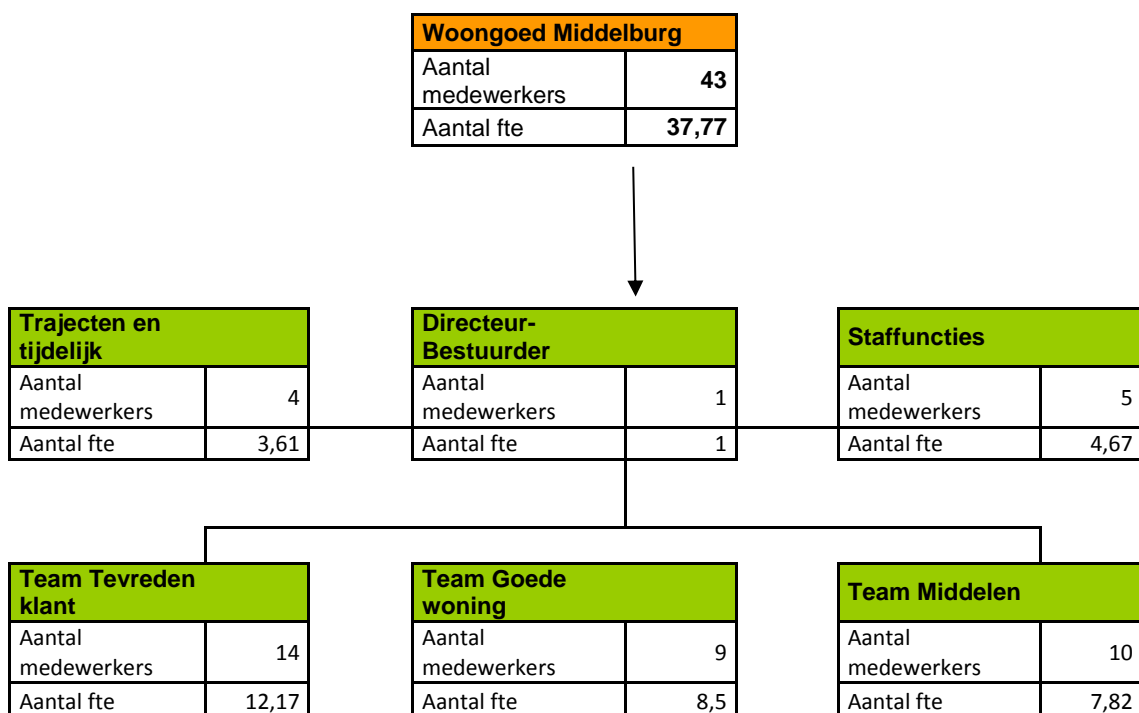 Woongoed Middelburg
Aantal
medewerkers
43
Aantal fte
37,77
Trajecten en
tijdelijk
Aantal
medewerkers
4
Aantal fte
3,61
Directeur-
Bestuurder
Aantal
medewerkers
1
Aantal fte
1
Staffuncties
Aantal
medewerkers
5
Aantal fte
4,67
Team Tevreden
klant
Aantal
medewerkers
14
Aantal fte
12,17
Team Goede
woning
Aantal
medewerkers
9
Aantal fte
8,5
Team Middelen
Aantal
medewerkers
10
Aantal fte
7,82